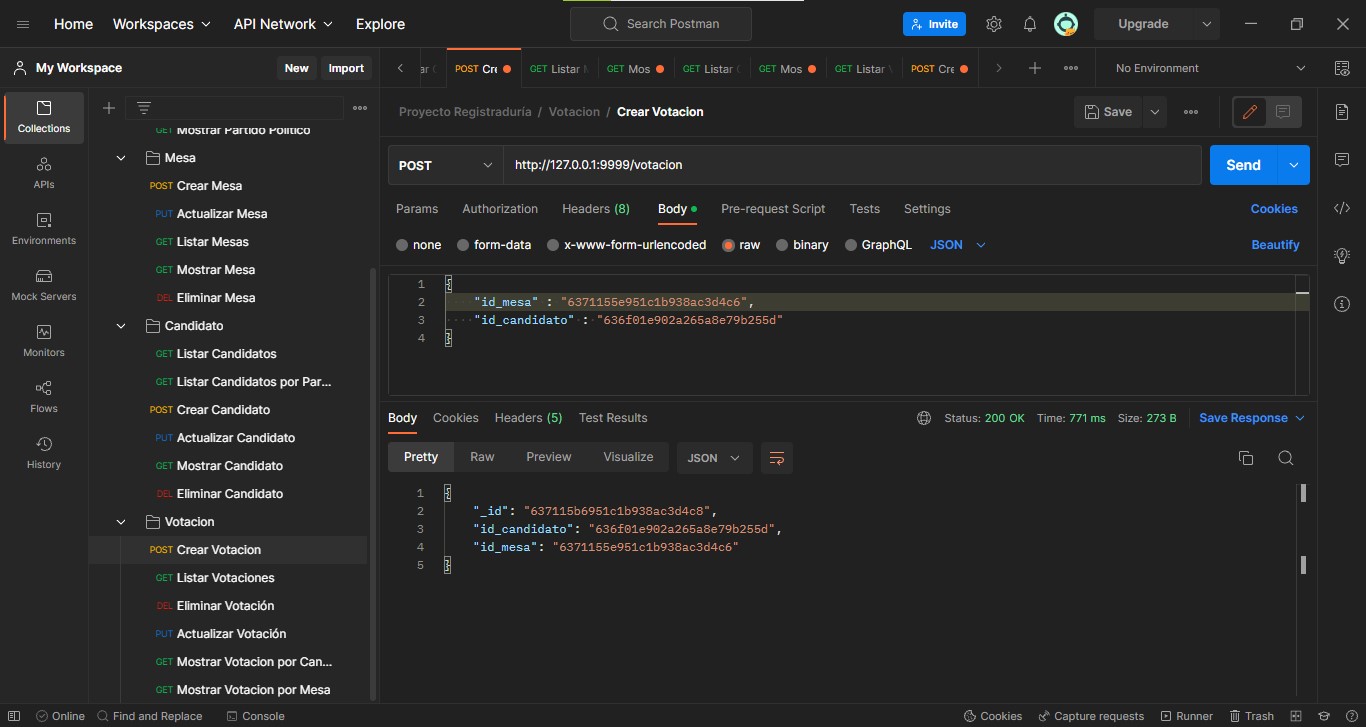 Home Workspaces API Network Explore
Search Postman
Invite Upgrade
My Workspace New Import
POST Cre GET Listar GET Mos GET Listar GET Mos GET Listar POST Cre
No Environment
Collections
APIs
Environments
Mock Servers
Monitors
Flows
History
GET Mostrar Partido Politico
Mesa
POST Crear Mesa
PUT Actualizar Mesa
GET Listar Mesas
GET Mostrar Mesa
DEL Eliminar Mesa
Candidato
GET Listar Candidatos
GET Listar Candidatos por Par...
POST Crear Candidato
PUT Actualizar Candidato
GET Mostrar Candidato
DEL Eliminar Candidato
Votacion
POST Crear Votacion
GET Listar Votaciones
DEL Eliminar Votación
PUT Actualizar Votación
GET Mostrar Votacion por Can...
GET Mostrar Votacion por Mesa
Proyecto Registraduría / Votacion / Crear Votacion
Save
POST http://127.0.0.1:9999/votacion Send
Params Authorization Headers (8) Body Pre-request Script Tests Settings Cookies
none form-data x-www-form-urlencoded raw binary GraphQL JSON Beautify
1 {
2 "id_mesa" : "6371155e951c1b938ac3d4c6",
3 "id_candidato" : "636f01e902a265a8e79b255d"
4 }
Body Cookies Headers (5) Test Results Status: 200 OK Time: 771 ms Size: 273 B Save Response
Pretty Raw Preview Visualize JSON
1 {
2 "_id": "637115b6951c1b938ac3d4c8",
3 "id_candidato": "636f01e902a265a8e79b255d",
4 "id_mesa": "6371155e951c1b938ac3d4c6"
5 }
Online Find and Replace Console Cookies Capture requests Runner Trash